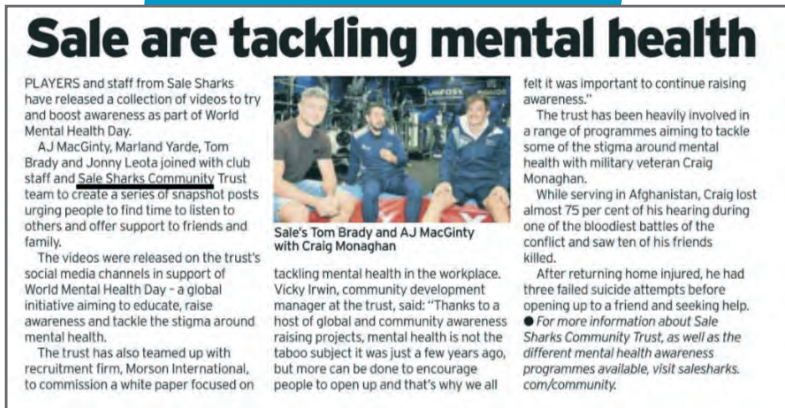 Sale are tackling mental health
PLAYERS and staff from Sale Sharks
have released a collection of videos to try
and boost awareness as part of World
Mental Health Day.
AJ MacGinty, Marland Yarde, Tom
Brady and Jonny Leota joined with club
staff and Sale Sharks Community Trust
team to create a series of snapshot posts
urging people to find time to listen to
others and offer support to friends and
family.
The videos were released on the trust's
social media channels in support of
World Mental Health Day – a global
initiative aiming to educate, raise
awareness and tackle the stigma around
mental health.
The trust has also teamed up with
recruitment firm, Morson International,
to commission a white paper focused on
Sale's Tom Brady and AJ MacGinty
with Craig Monaghan
tackling mental health in the workplace.
Vicky Irwin, community development
manager at the trust, said: "Thanks to a
host of global and community awareness
raising projects, mental health is not the
taboo subject it was just a few years ago,
but more can be done to encourage
people to open up and that's why we all
felt it was important to continue raising
awareness."
The trust has been heavily involved in
a range of programmes aiming to tackle
some of the stigma around mental
health with military veteran Craig
Monaghan.
While serving in Afghanistan, Craig lost
almost 75 per cent of his hearing during
one of the bloodiest battles of the
conflict and saw ten of his friends
killed.
After returning home injured, he had
three failed suicide attempts before
opening up to a friend and seeking help.
● For more information about Sale
Sharks Community Trust, as well as the
different mental health awareness
programmes available, visit salesharks.
com/community.